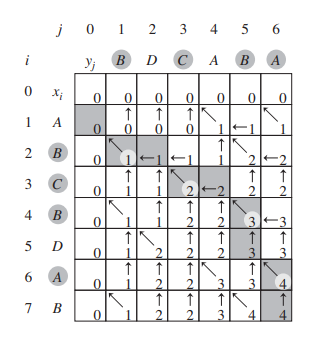 j 0 1 2 3 4 5 6
i yj B D C A B A
0 xi 0 0 0 0 0 0 0
1 A 0 ↑0 ↑0 ↑0 ↖1 ←1 ↖1
2 B 0 ↖1 ←1 ←1 ↑1 ↖2 ←2
3 C 0 ↑1 ↑1 ↖2 ←2 ↑2 ↑2
4 B 0 ↖1 ↑1 ↑2 ↑2 ↖3 ←3
5 D 0 ↑1 ↖2 ↑2 ↑2 ↑3 ↑3
6 A 0 ↑1 ↑2 ↑2 ↖3 ↑3 ↖4
7 B 0 ↖1 ↑2 ↑2 ↑3 ↖4 ↑4